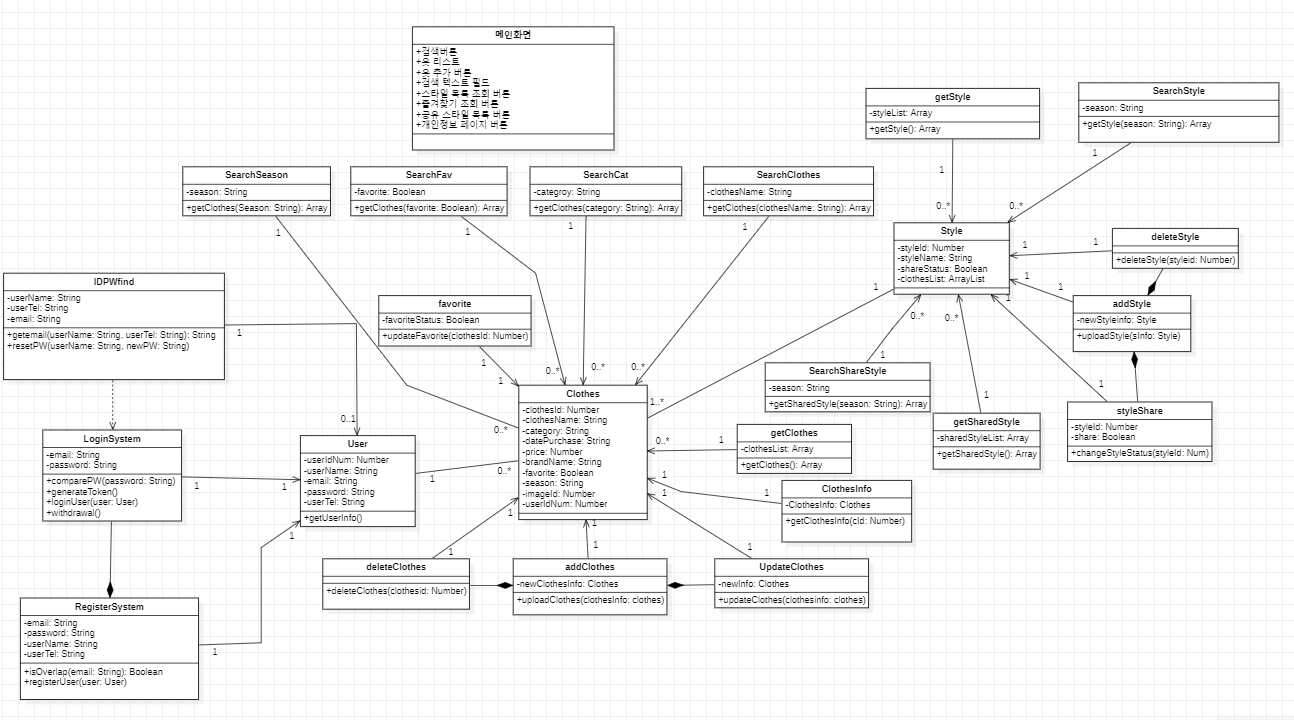 메인화면
+검색버튼
+옷 리스트
+옷 추가 버튼
+검색 텍스트 필드
+스타일 목록 조회 버튼
+즐겨찾기 조회 버튼
+공유 스타일 목록 버튼
+개인정보 페이지 버튼
getStyle
-styleList: Array
+getStyle(): Array
SearchStyle
-season: String
+getStyle(season: String): Array
1
1
0..*
0..*
SearchSeason
-season: String
+getClothes(Season: String): Array
1
SearchFav
-favorite: Boolean
+getClothes(favorite: Boolean): Array
1
SearchCat
-categroy: String
+getClothes(category: String): Array
1
SearchClothes
-clothesName: String
+getClothes(clothesName: String): Array
1
Style
-styleId: Number
-styleName: String
-shareStatus: Boolean
-clothesList: ArrayList
1
1
1
1
1
1
0..*
0..*
deleteStyle
+deleteStyle(styleid: Number)
addStyle
-newStyleinfo: Style
+uploadStyle(sInfo: Style)
IDPWfind
-userName: String
-userTel: String
-email: String
+getemail(userName: String, userTel: String): String
+resetPW(userName: String, newPW: String)
1
0..1
favorite
-favoriteStatus: Boolean
+updateFavorite(clothesId: Number)
1
1
0..*
0..*
0..*
SearchShareStyle
-season: String
+getSharedStyle(season: String): Array
1
getSharedStyle
-sharedStyleList: Array
+getSharedStyle(): Array
1
styleShare
-styleId: Number
-share: Boolean
+changeStyleStatus(styleId: Num)
1
Clothes
-clothesId: Number
-clothesName: String
-category: String
-datePurchase: String
-price: Number
-brandName: String
-favorite: Boolean
-season: String
-imageId: Number
-userIdNum: Number
0..*
0..*
1..*
0..*
1
1
1
1
getClothes
-clothesList: Array
+getClothes(): Array
1
ClothesInfo
-ClothesInfo: Clothes
+getClothesInfo(cId: Number)
1
LoginSystem
-email: String
-password: String
+comparePW(password: String)
+generateToken()
+loginUser(user: User)
+withdrawal()
1
1
User
-userIdNum: Number
-userName: String
-email: String
-password: String
-userTel: String
+getUserInfo()
1
1
deleteClothes
+deleteClothes(clothesid: Number)
1
addClothes
-newClothesInfo: Clothes
+uploadClothes(clothesInfo: clothes)
1
UpdateClothes
-newInfo: Clothes
+updateClothes(clothesinfo: clothes)
1
RegisterSystem
-email: String
-password: String
-userName: String
-userTel: String
+isOverlap(email: String): Boolean
+registerUser(user: User)
1